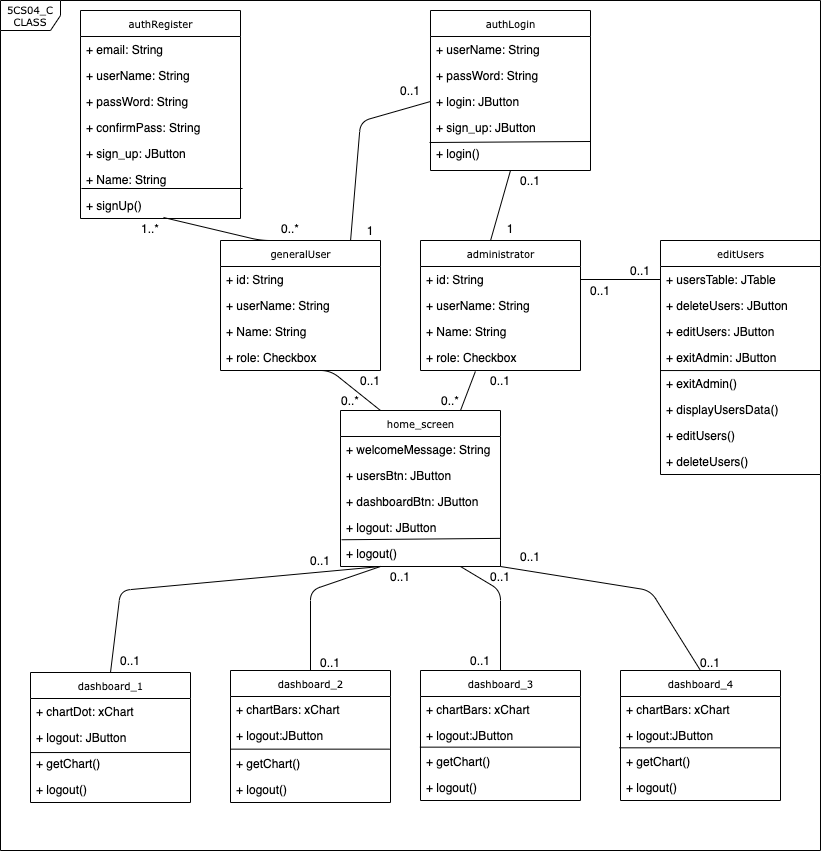 5CS04_C
CLASS
authRegister
+ email: String
+ userName: String
+ passWord: String
+ confirmPass: String
+ sign_up: JButton
+ Name: String
+ signUp()
authLogin
+ userName: String
+ passWord: String
+ login: JButton
+ sign_up: JButton
+ login()
0..1
0..1
1..*
0..*
1
1
generalUser
+ id: String
+ userName: String
+ Name: String
+ role: Checkbox
administrator
+ id: String
+ userName: String
+ Name: String
+ role: Checkbox
0..1
0..1
editUsers
+ usersTable: JTable
+ deleteUsers: JButton
+ editUsers: JButton
+ exitAdmin: JButton
+ exitAdmin()
+ displayUsersData()
+ editUsers()
+ deleteUsers()
0..1
0..1
0..*
0..*
home_screen
+ welcomeMessage: String
+ usersBtn: JButton
+ dashboardBtn: JButton
+ logout: JButton
+ logout()
0..1
0..1
0..1
0..1
0..1
0..1
0..1
0..1
dashboard_1
+ chartDot: xChart
+ logout: JButton
+ getChart()
+ logout()
dashboard_2
+ chartBars: xChart
+ logout:JButton
+ getChart()
+ logout()
dashboard_3
+ chartBars: xChart
+ logout:JButton
+ getChart()
+ logout()
dashboard_4
+ chartBars: xChart
+ logout:JButton
+ getChart()
+ logout()